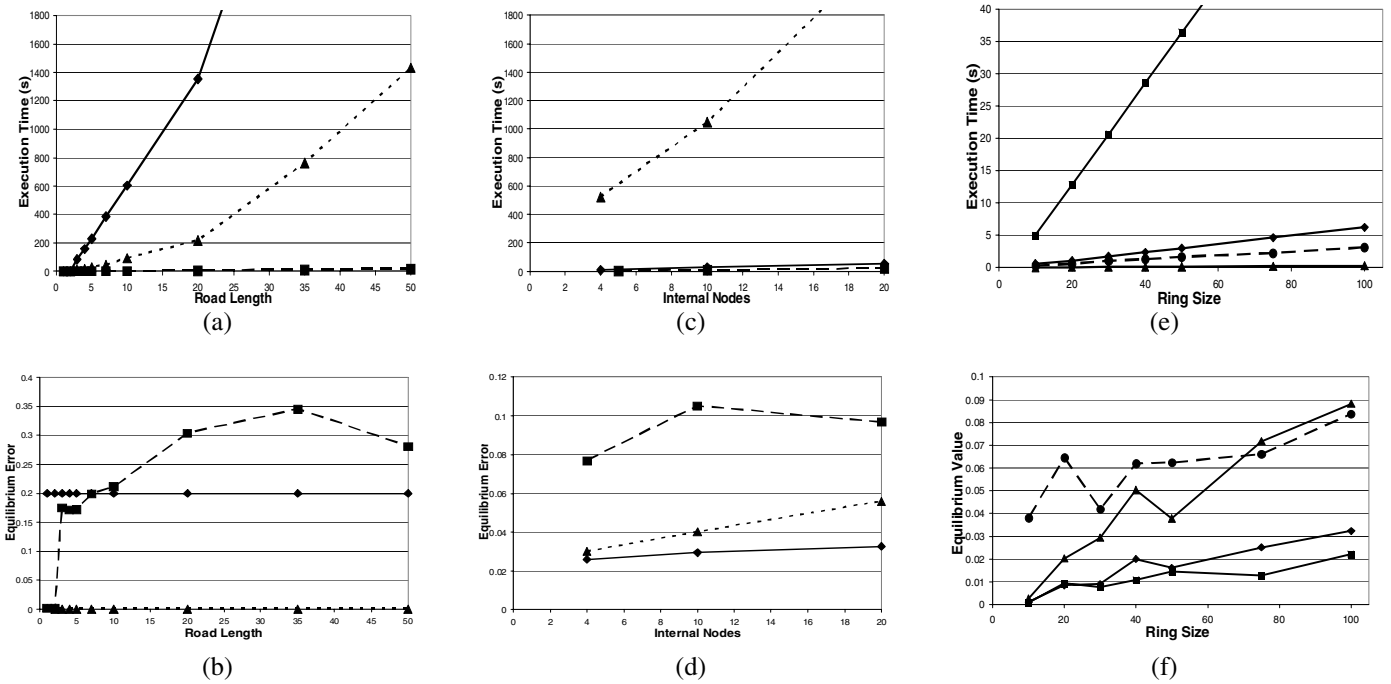 1800
1600
1400
1200
1000
800
600
400
200
0
Execution Time (s)
0 5 10 15 20 25 30 35 40 45 50
Road Length
(a)
1800
1600
1400
1200
1000
800
600
400
200
0
Execution Time (s)
0 2 4 6 8 10 12 14 16 18 20
Internal Nodes
(c)
40
35
30
25
20
15
10
5
0
Execution Time (s)
0 20 40 60 80 100
Ring Size
(e)
0.4
0.35
0.3
0.25
0.2
0.15
0.1
0.05
0
Equilibrium Error
0 5 10 15 20 25 30 35 40 45 50
Road Length
(b)
0.12
0.1
0.08
0.06
0.04
0.02
0
Equilibrium Error
0 2 4 6 8 10 12 14 16 18 20
Internal Nodes
(d)
0.1
0.09
0.08
0.07
0.06
0.05
0.04
0.03
0.02
0.01
0
Equilibrium Value
0 20 40 60 80 100
Ring Size
(f)